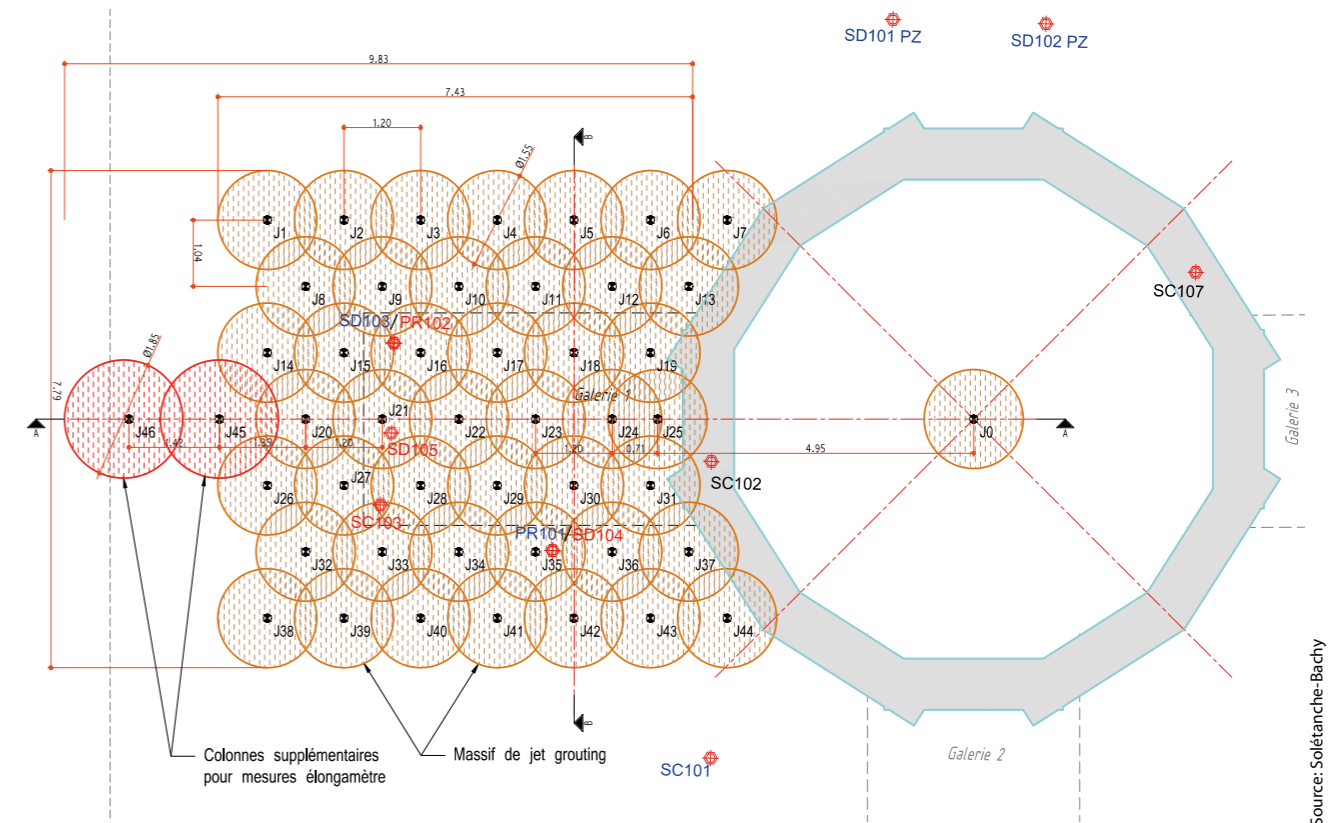 SD101 PZ
SD102 PZ
9.83
7.43
1.20
Ø1.55
J1
J2
J3
J4
J5
J6
J7
B
1.04
J8
J9
J10
J11
J12
J13
SC107
SD103/PR102
Ø1.85
J14
J15
J16
J17
J18
J19
7.79
Galerie 1
Galerie 3
A
J46
J45
J20
J21
J22
J23
J24
J25
J0
A
1.42
1.35
1.20
1.20
0.71
4.95
SD105
SC102
J26
J27
J28
J29
J30
J31
SC103
PR101/SD104
J32
J33
J34
J35
J36
J37
J38
J39
J40
J41
J42
J43
J44
B
Colonnes supplémentaires
pour mesures élongamètre
Massif de jet grouting
SC101
Galerie 2
Source: Solétanche-Bachy